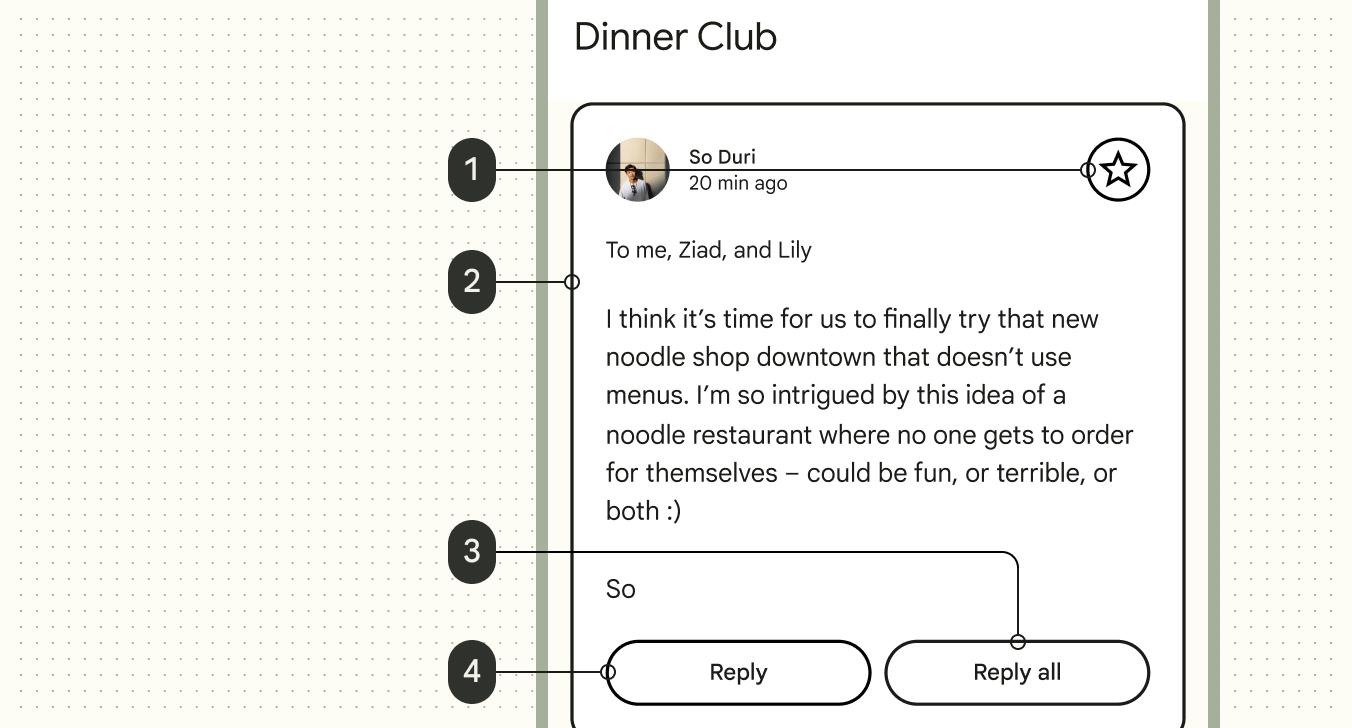 Dinner Club
1
So Duri
20 min ago
To me, Ziad, and Lily
2
I think it’s time for us to finally try that new
noodle shop downtown that doesn’t use
menus. I’m so intrigued by this idea of a
noodle restaurant where no one gets to order
for themselves – could be fun, or terrible, or
both :)
3
So
4
Reply
Reply all